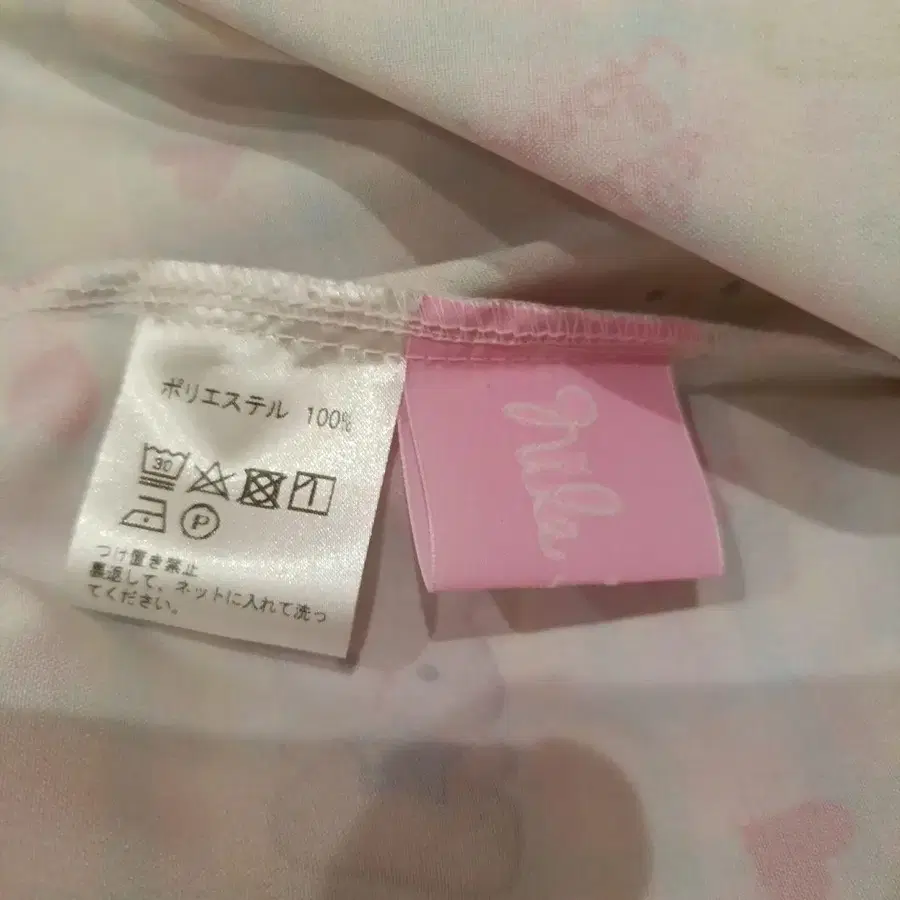 ポリエステル 100%
30
P
つけ置き禁止
裏返して、ネットに入れて洗っ
てください。